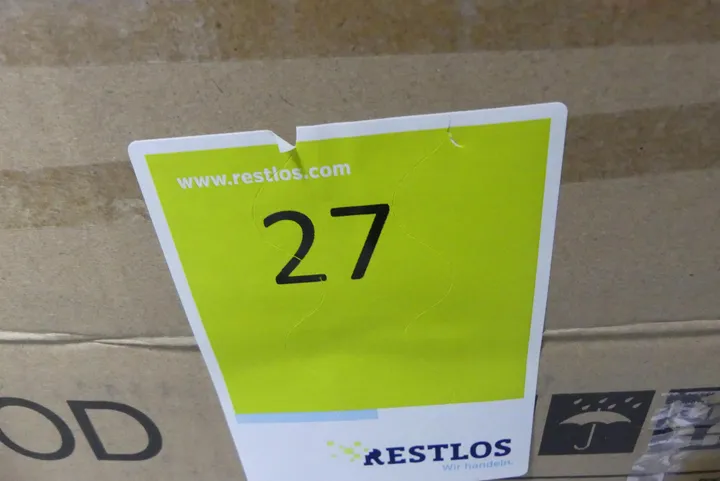 www.restlos.com
27
OD
RESTLOS
Wir handeln.